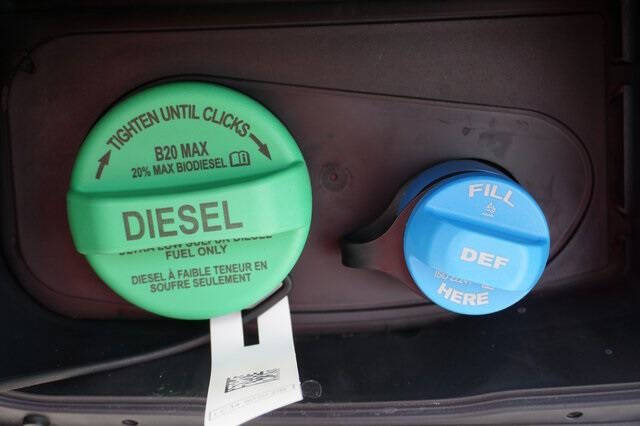 TIGHTEN UNTIL CLICKS
B20 MAX
20% MAX BIODIESEL
DIESEL
ULTRA LOW SULFUR DIESEL
FUEL ONLY
DIESEL À FAIBLE TENEUR EN
SOUFRE SEULEMENT
FILL
DEF
HERE